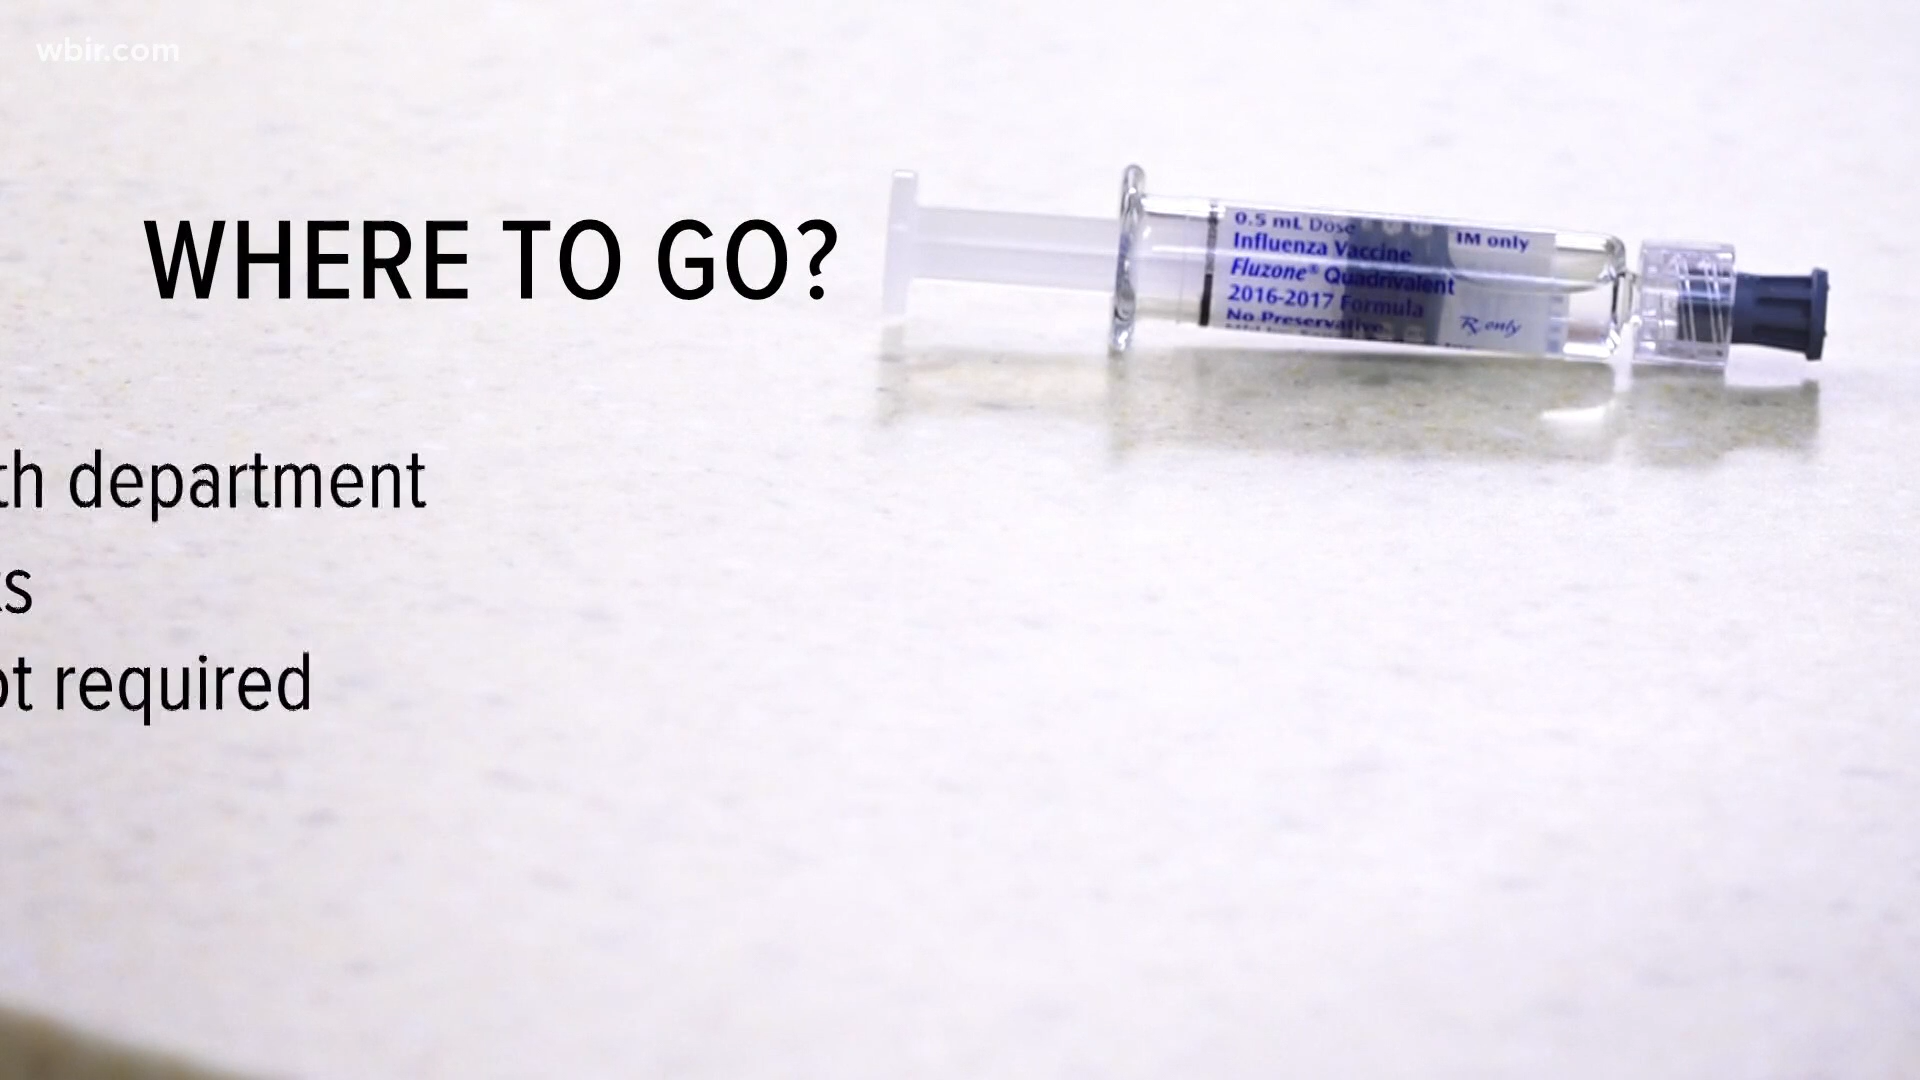 wbir.com
WHERE TO GO?
th department
s
ot required
0.5 mL Dose
Influenza Vaccine
Fluzone® Quadrivalent
2016-2017 Formula
No Preservative
IM only
Rx only